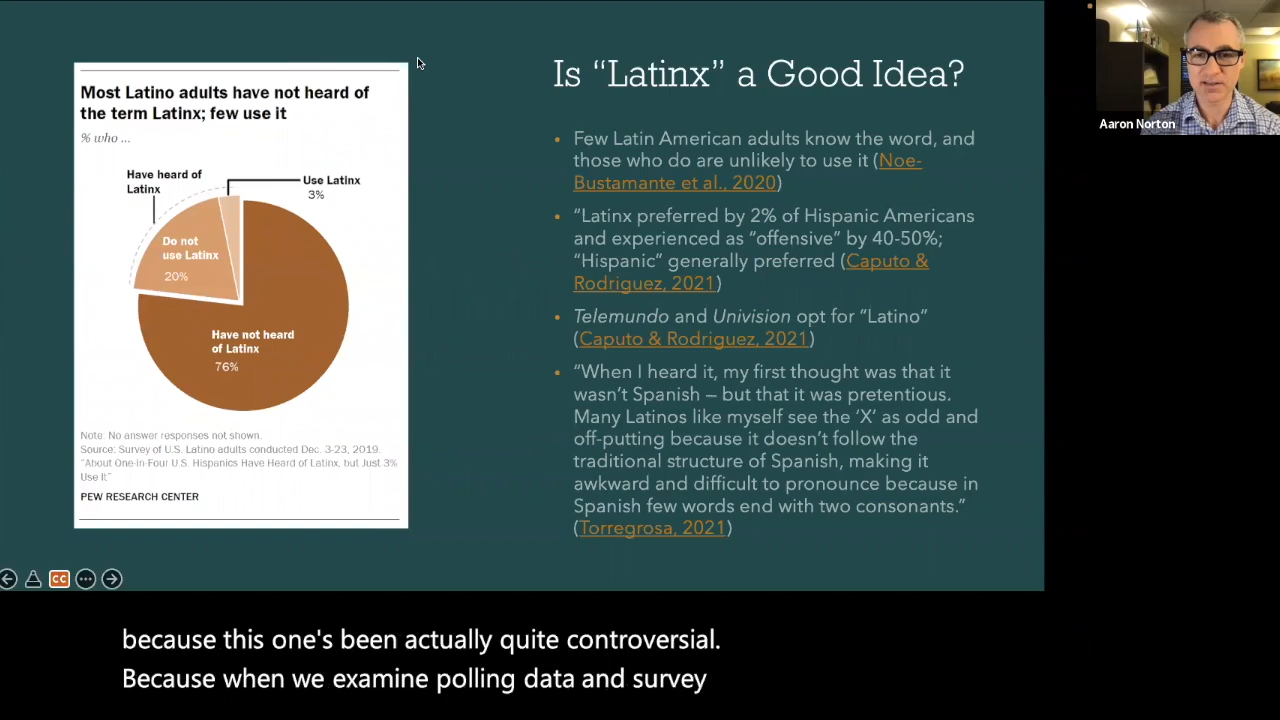 Most Latino adults have not heard of
the term Latinx; few use it
% who ...
Have heard of
Latinx
Use Latinx
3%
Do not
use Latinx
20%
Have not heard
of Latinx
76%
Note: No answer responses not shown.
Source: Survey of U.S. Latino adults conducted Dec. 3-23, 2019.
"About One-in-Four U.S. Hispanics Have Heard of Latinx, but Just 3%
Use It"
PEW RESEARCH CENTER
Is “Latinx” a Good Idea?
• Few Latin American adults know the word, and
those who do are unlikely to use it (Noe-
Bustamante et al., 2020)
• “Latinx preferred by 2% of Hispanic Americans
and experienced as “offensive” by 40-50%;
“Hispanic” generally preferred (Caputo &
Rodriguez, 2021)
• Telemundo and Univision opt for “Latino”
(Caputo & Rodriguez, 2021)
• “When I heard it, my first thought was that it
wasn’t Spanish – but that it was pretentious.
Many Latinos like myself see the ‘X’ as odd and
off-putting because it doesn’t follow the
traditional structure of Spanish, making it
awkward and difficult to pronounce because in
Spanish few words end with two consonants.”
(Torregrosa, 2021)
Aaron Norton
CC
because this one's been actually quite controversial.
Because when we examine polling data and survey